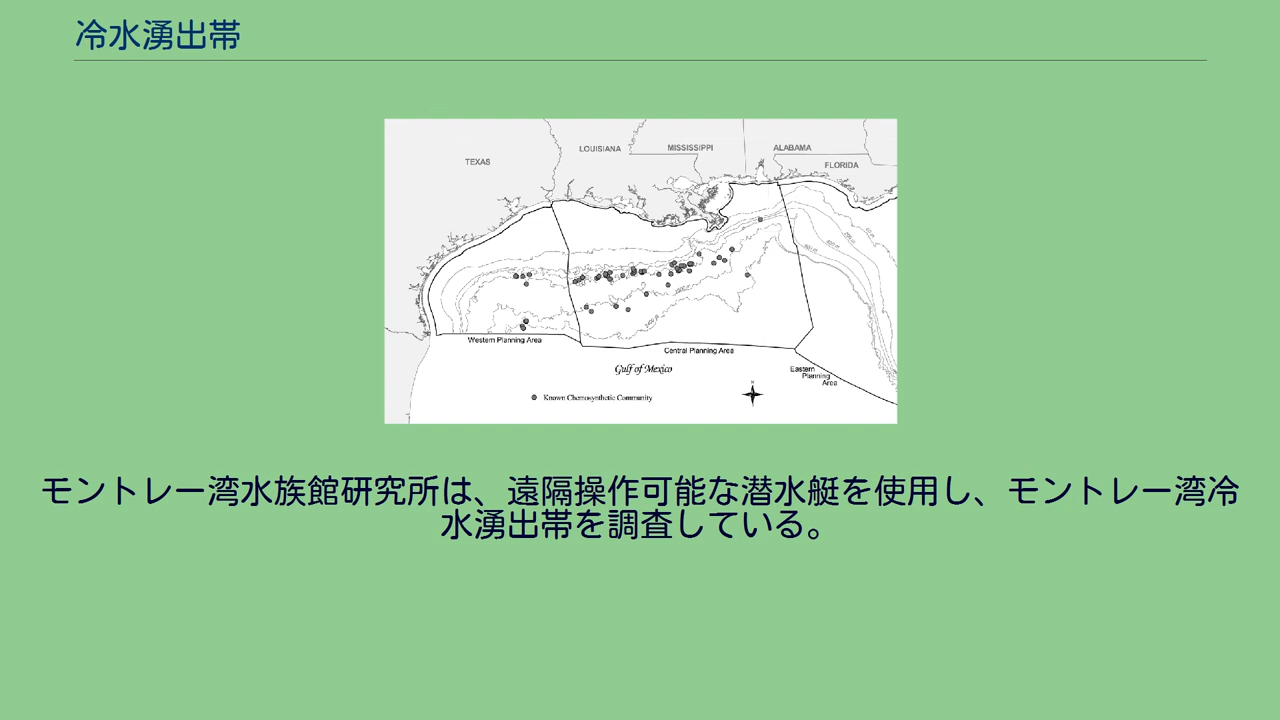 冷水湧出帯
TEXAS
LOUISIANA
MISSISSIPPI
ALABAMA
FLORIDA
Western Planning Area
Central Planning Area
Eastern
Planning
Area
Gulf of Mexico
N
Known Chemosynthetic Community
モントレー湾水族館研究所は、遠隔操作可能な潜水艇を使用し、モントレー湾冷
水湧出帯を調査している。